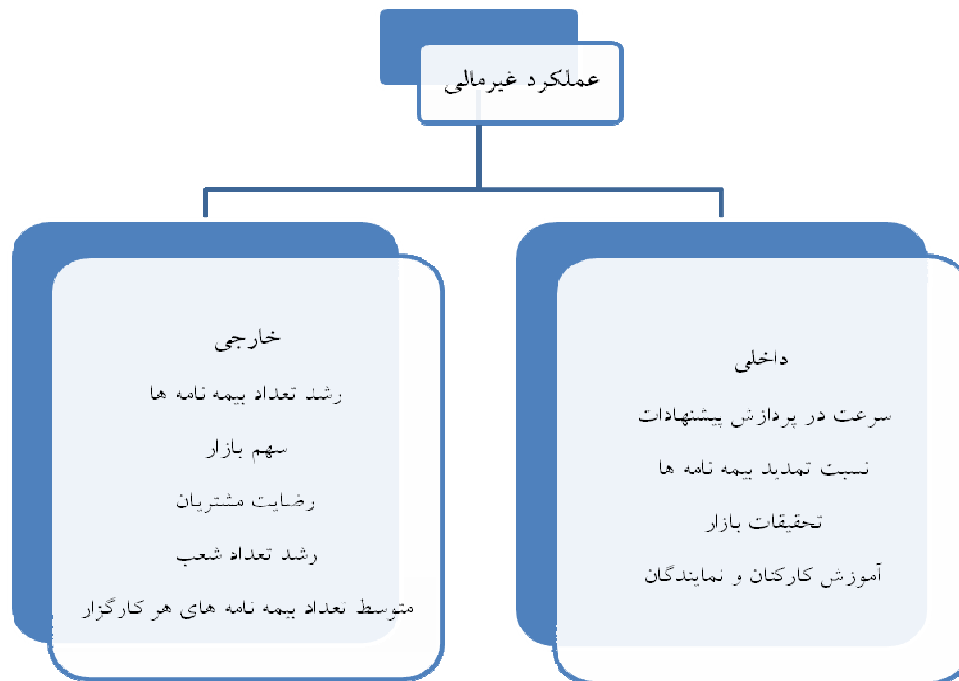 عملکرد غیرمالی
داخلی
سرعت در پردازش پیشنهادات
نسبت تمدید بیمه نامه ها
تحقیقات بازار
آموزش کارکنان و نمایندگان
خارجی
رشد تعداد بیمه نامه ها
سهم بازار
رضایت مشتریان
رشد تعداد شعب
متوسط تعداد بیمه نامه های هر کارگزار